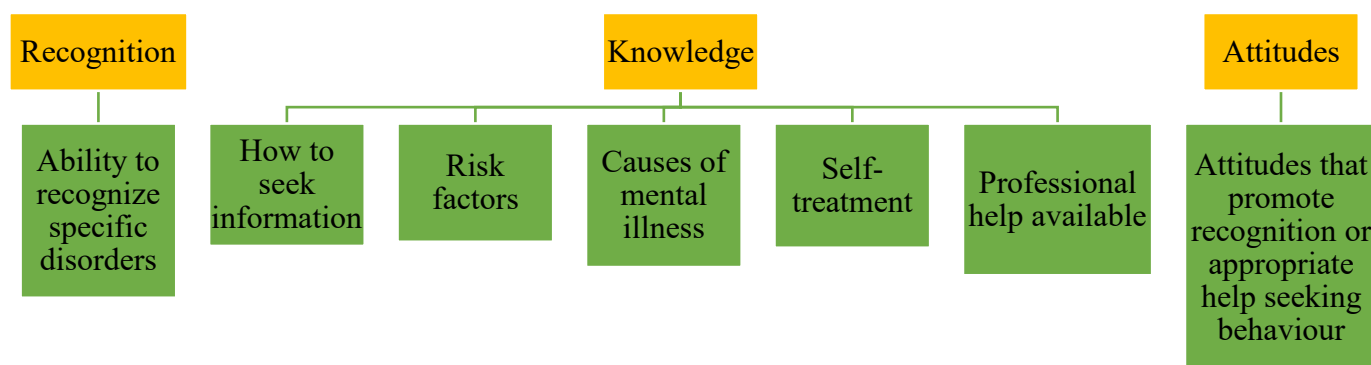 Recognition
Knowledge
Attitudes
Ability to
recognize
specific
disorders
How to
seek
information
Risk
factors
Causes of
mental
illness
Self-
treatment
Professional
help available
Attitudes that
promote
recognition or
appropriate
help seeking
behaviour